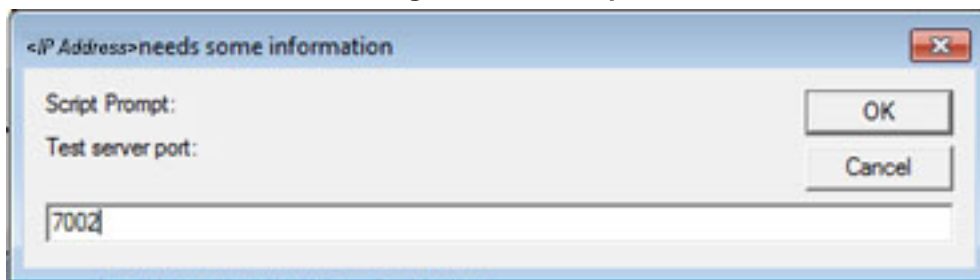 <IP Address>needs some information
Script Prompt:
OK
Test server port:
Cancel
7002